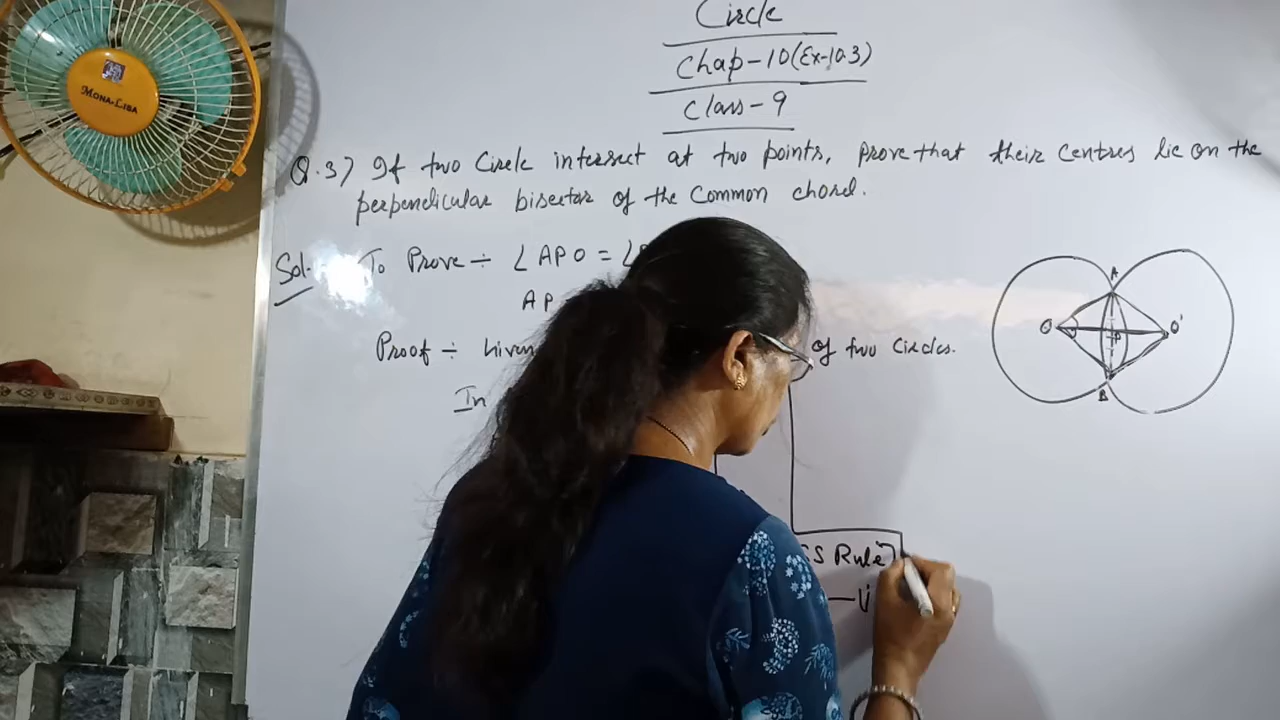 MONA-LISA
Circle
Chap-10(Ex-10.3)
Class-9
Q.3) If two Circle intersect at two points, prove that their centres lie on the
perpendicular bisector of the common chord.
Sol. To Prove ÷ ∠APO = ∠
AP
Proof ÷ Given of two Circles.
In
SS Rule]
A
O P O'
B